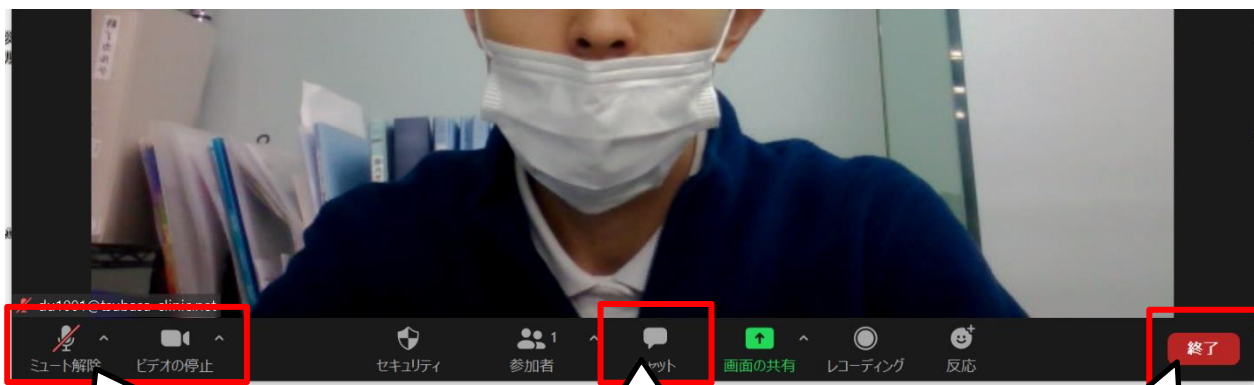 1
ミュート解除
ビデオの停止
セキュリティ
参加者
画面の共有
レコーディング
反応
終了